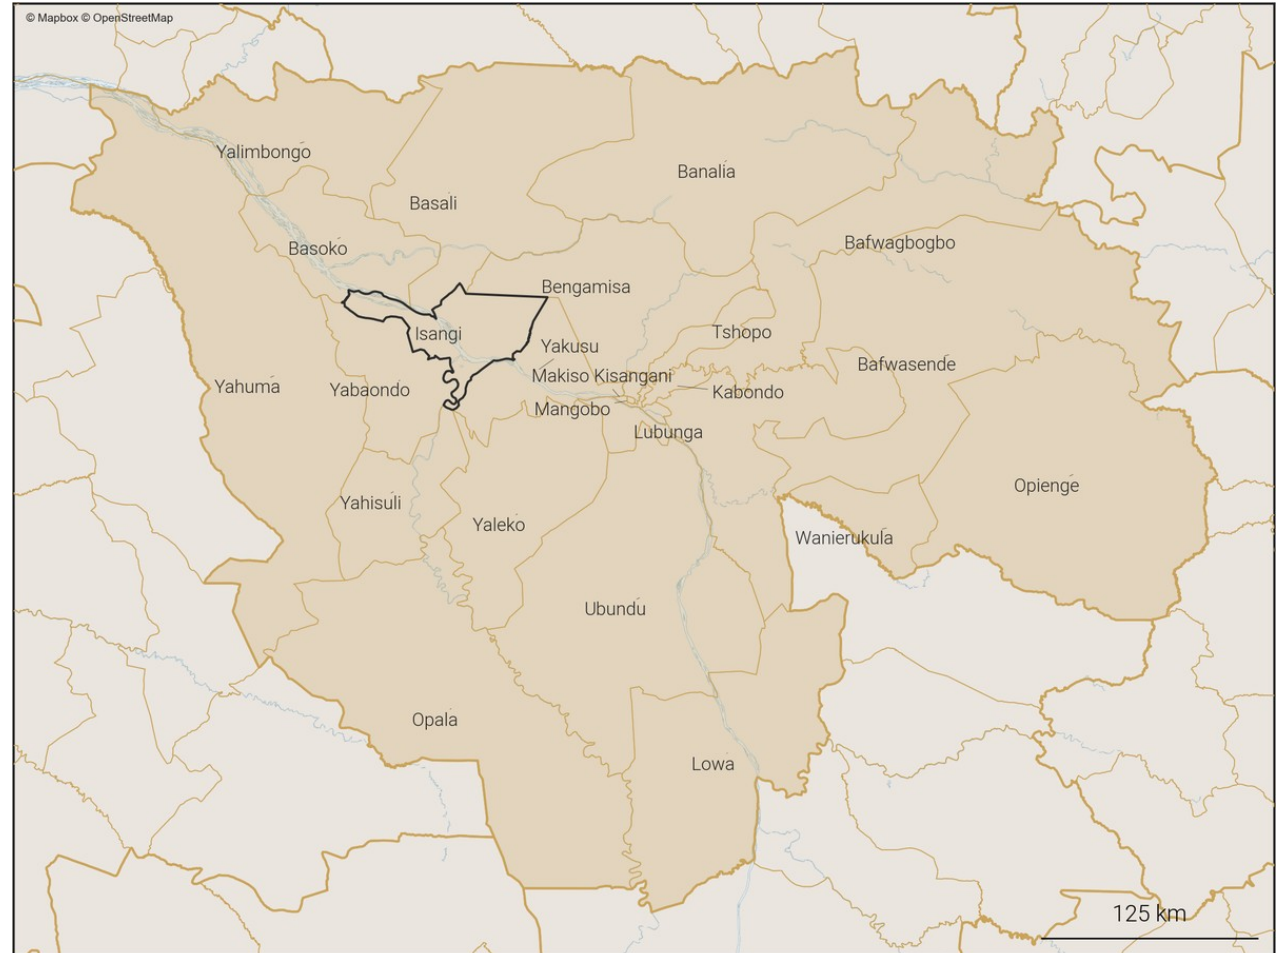 © Mapbox © OpenStreetMap
Yalimbongo
Banalia
Basali
Bafwagbogbo
Basoko
Bengamisa
Isangi
Tshopo
Yakusu
Bafwasende
Makiso Kisangani
Yahuma
Yabaondo
Kabondo
Mangobo
Lubunga
Opienge
Yahisuli
Yaleko
Wanierukula
Ubundu
Opala
Lowa
125 km